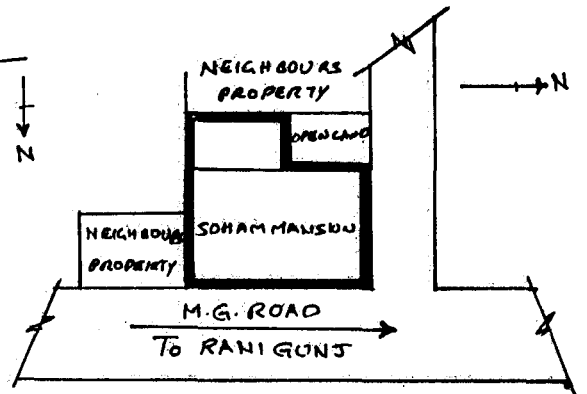 NEIGHBOURS
PROPERTY
N
N
OPEN LAND
NEIGHBOURS
PROPERTY
SOHAM MANSION
M.G. ROAD
To RANIGUNJ